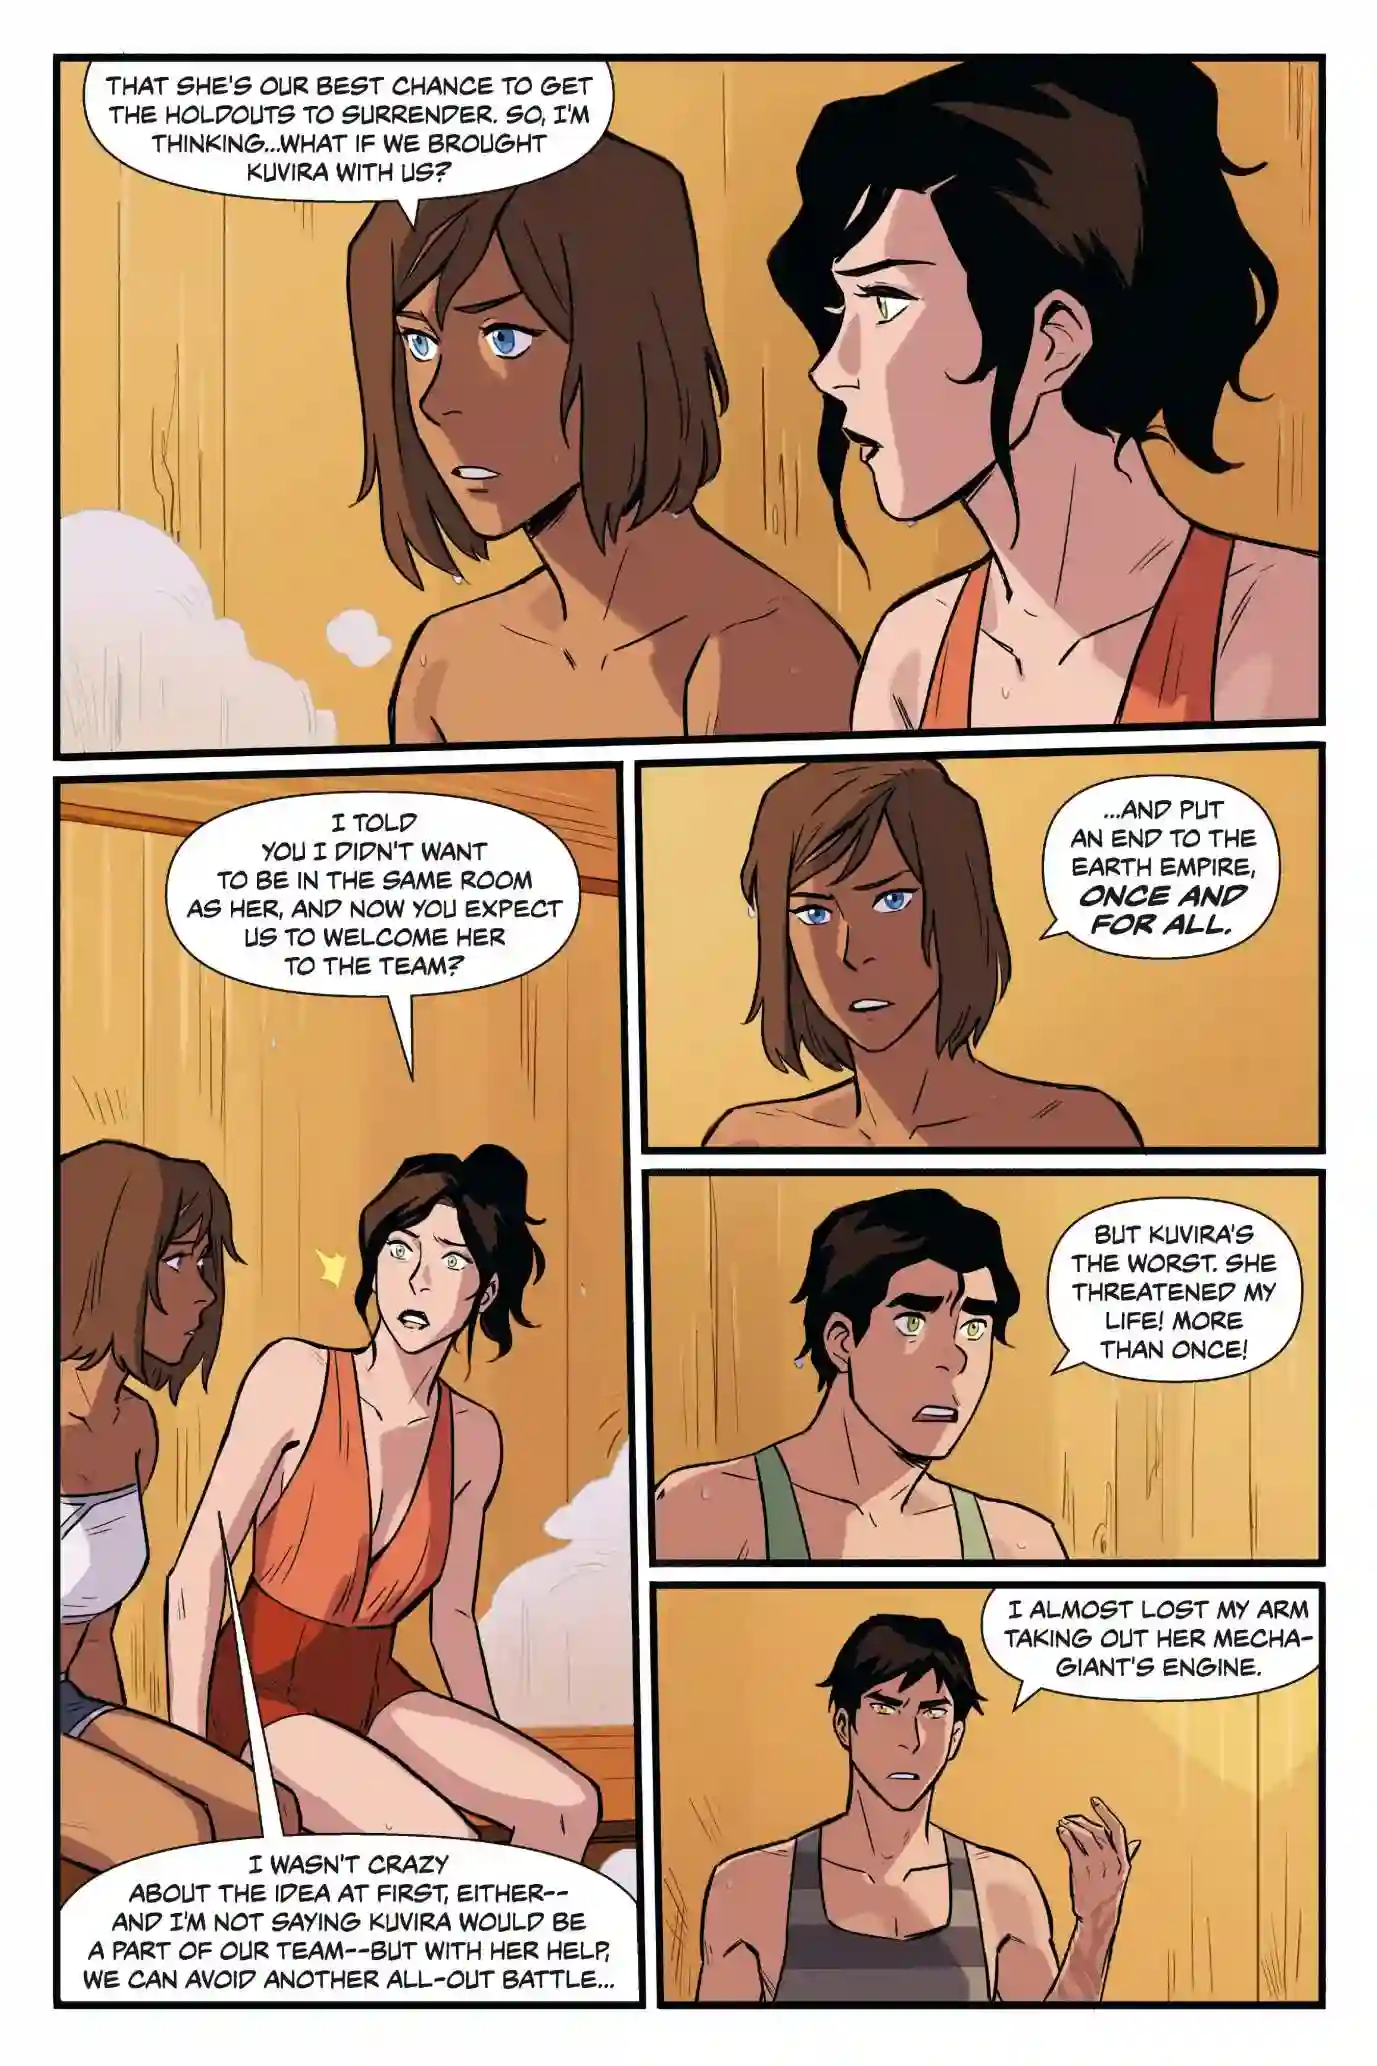 THAT SHE'S OUR BEST CHANCE TO GET
THE HOLDOUTS TO SURRENDER. SO, I'M
THINKING...WHAT IF WE BROUGHT
KUVIRA WITH US?
I TOLD
YOU I DIDN'T WANT
TO BE IN THE SAME ROOM
AS HER, AND NOW YOU EXPECT
US TO WELCOME HER
TO THE TEAM?
I WASN'T CRAZY
ABOUT THE IDEA AT FIRST, EITHER--
AND I'M NOT SAYING KUVIRA WOULD BE
A PART OF OUR TEAM--BUT WITH HER HELP,
WE CAN AVOID ANOTHER ALL-OUT BATTLE...
...AND PUT
AN END TO THE
EARTH EMPIRE,
ONCE AND
FOR ALL.
BUT KUVIRA'S
THE WORST. SHE
THREATENED MY
LIFE! MORE
THAN ONCE!
I ALMOST LOST MY ARM
TAKING OUT HER MECHA-
GIANT'S ENGINE.